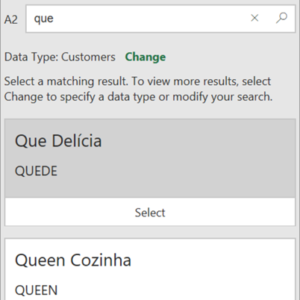 A2 que
Data Type: Customers Change
Select a matching result. To view more results, select
Change to specify a data type or modify your search.
Que Delícia
QUEDE
Select
Queen Cozinha
QUEEN